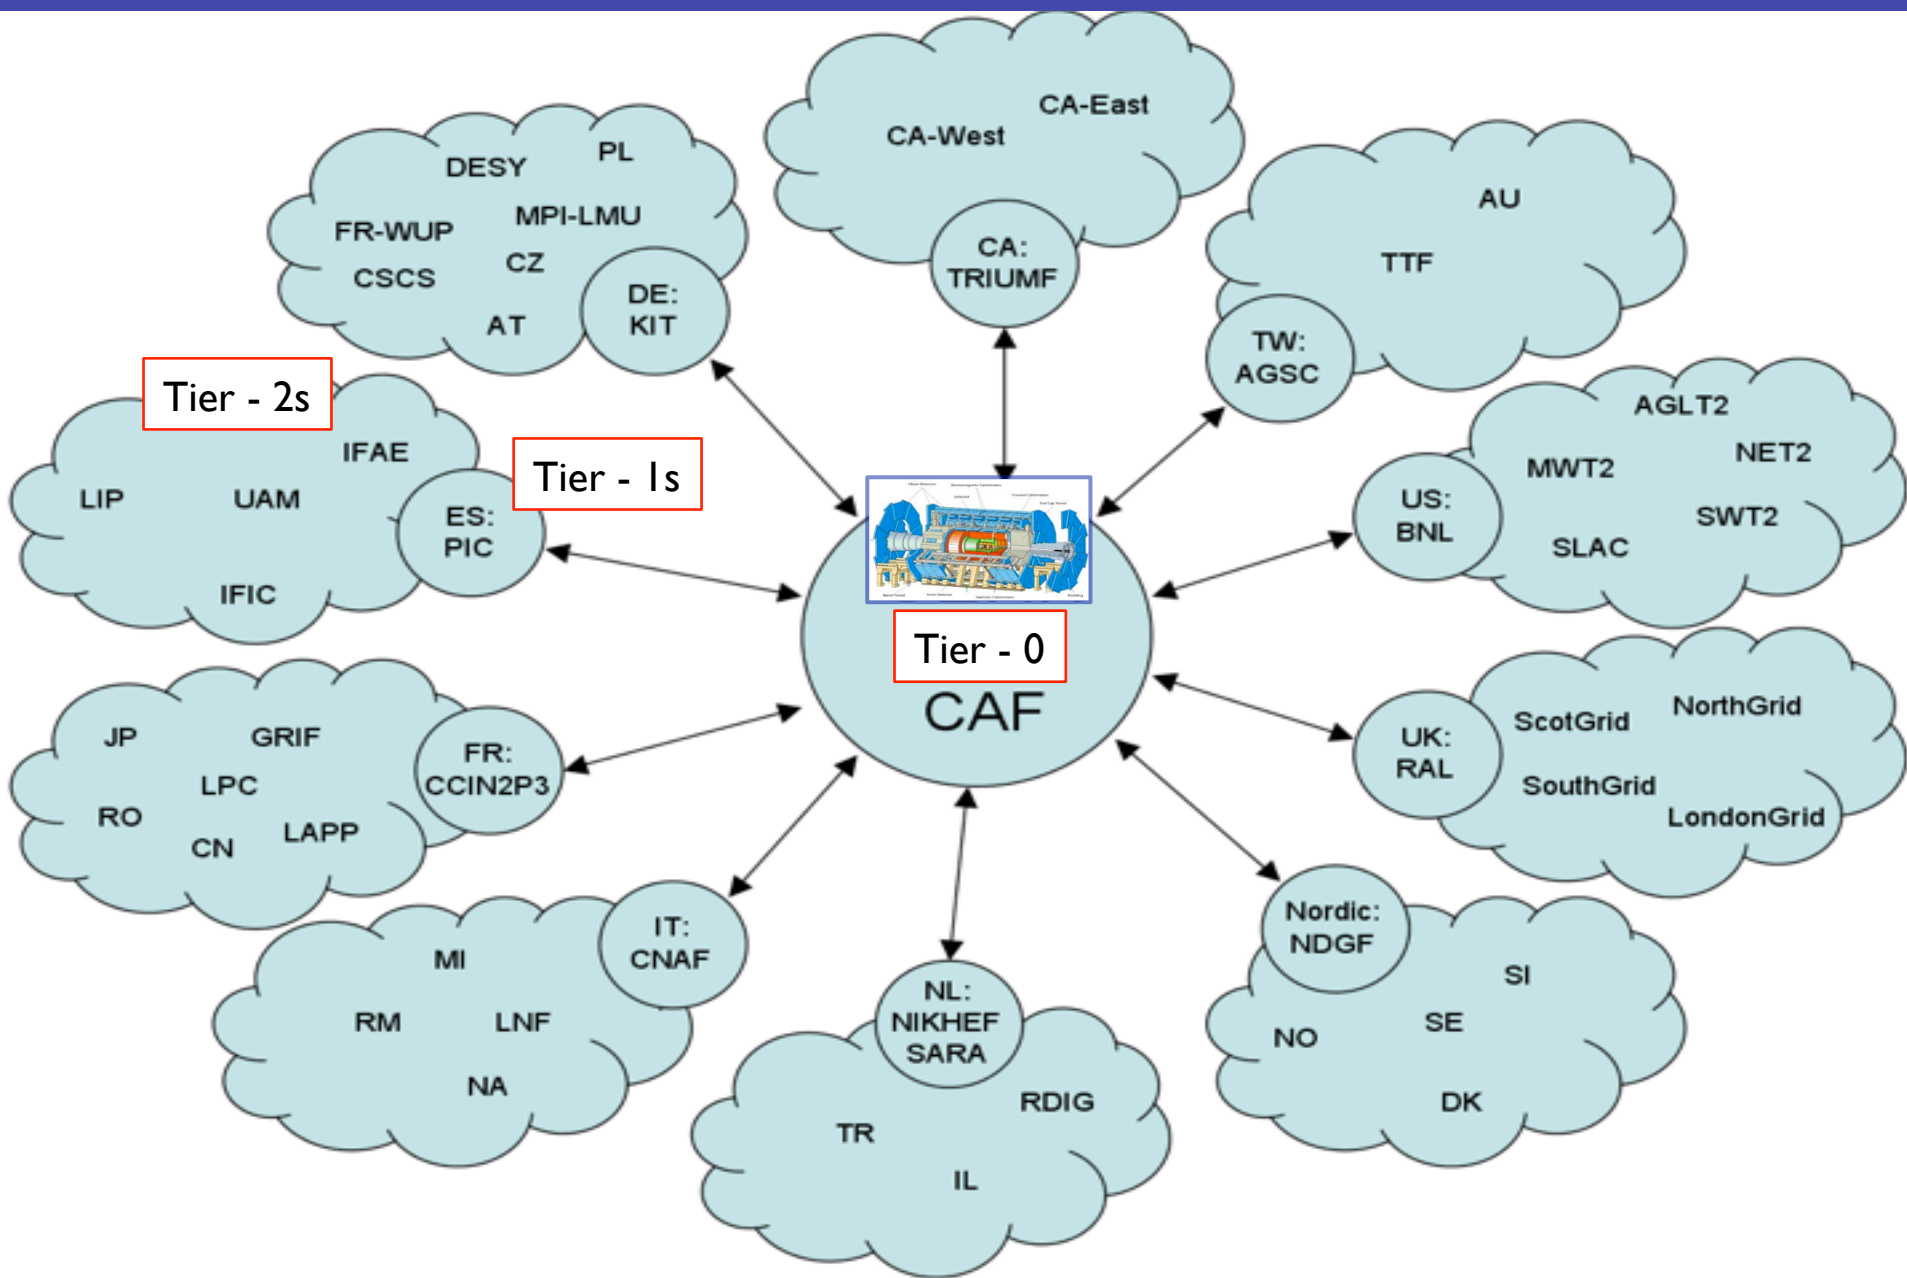 CA-East
CA-West
CA:
TRIUMF
DESY
PL
MPI-LMU
FR-WUP
CZ
CSCS
AT
DE:
KIT
AU
TTF
TW:
AGSC
Tier - 2s
IFAE
LIP
UAM
IFIC
ES:
PIC
Tier - 1s
AGLT2
NET2
MWT2
SWT2
SLAC
US:
BNL
Tier - 0
CAF
JP
GRIF
LPC
RO
LAPP
CN
FR:
CCIN2P3
NorthGrid
ScotGrid
SouthGrid
LondonGrid
UK:
RAL
IT:
CNAF
MI
RM
LNF
NA
NL:
NIKHEF
SARA
RDIG
TR
IL
Nordic:
NDGF
SI
SE
NO
DK